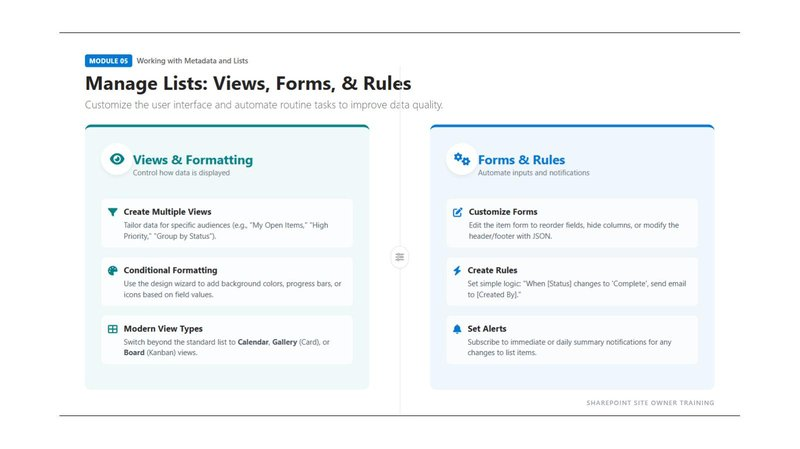 MODULE 05 Working with Metadata and Lists
Manage Lists: Views, Forms, & Rules
Customize the user interface and automate routine tasks to improve data quality.
Views & Formatting
Control how data is displayed
Create Multiple Views
Tailor data for specific audiences (e.g., "My Open Items," "High
Priority," "Group by Status").
Conditional Formatting
Use the design wizard to add background colors, progress bars, or
icons based on field values.
Modern View Types
Switch beyond the standard list to Calendar, Gallery (Card), or
Board (Kanban) views.
Forms & Rules
Automate inputs and notifications
Customize Forms
Edit the item form to reorder fields, hide columns, or modify the
header/footer with JSON.
Create Rules
Set simple logic: "When [Status] changes to 'Complete', send email
to [Created By]."
Set Alerts
Subscribe to immediate or daily summary notifications for any
changes to list items.
SHAREPOINT SITE OWNER TRAINING